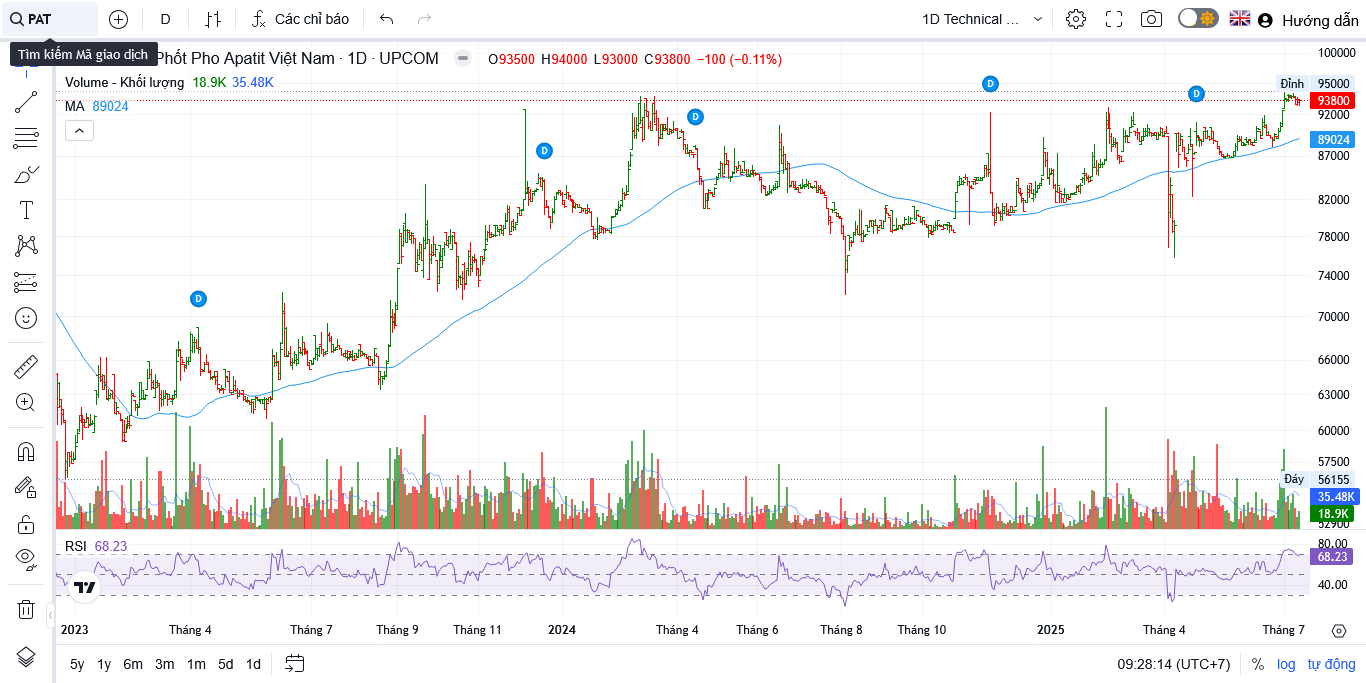 PAT
D
Các chỉ báo
1D Technical ...
Hướng dẫn
Tìm kiếm Mã giao dịch
Phốt Pho Apatit Việt Nam · 1D · UPCOM
O93500 H94000 L93000 C93800 −100 (−0.11%)
Volume - Khối lượng 18.9K 35.48K
MA 89024
D
D
D
D
D
100000
Đỉnh 95000
93800
92000
89024
87000
82000
78000
74000
70000
66000
63000
60000
57500
Đáy 56155
35.48K
18.9K
52900
RSI 68.23
80.00
68.23
40.00
2023 Tháng 4 Tháng 7 Tháng 9 Tháng 11 2024 Tháng 4 Tháng 6 Tháng 8 Tháng 10 2025 Tháng 4 Tháng 7
5y 1y 6m 3m 1m 5d 1d
09:28:14 (UTC+7) % log tự động